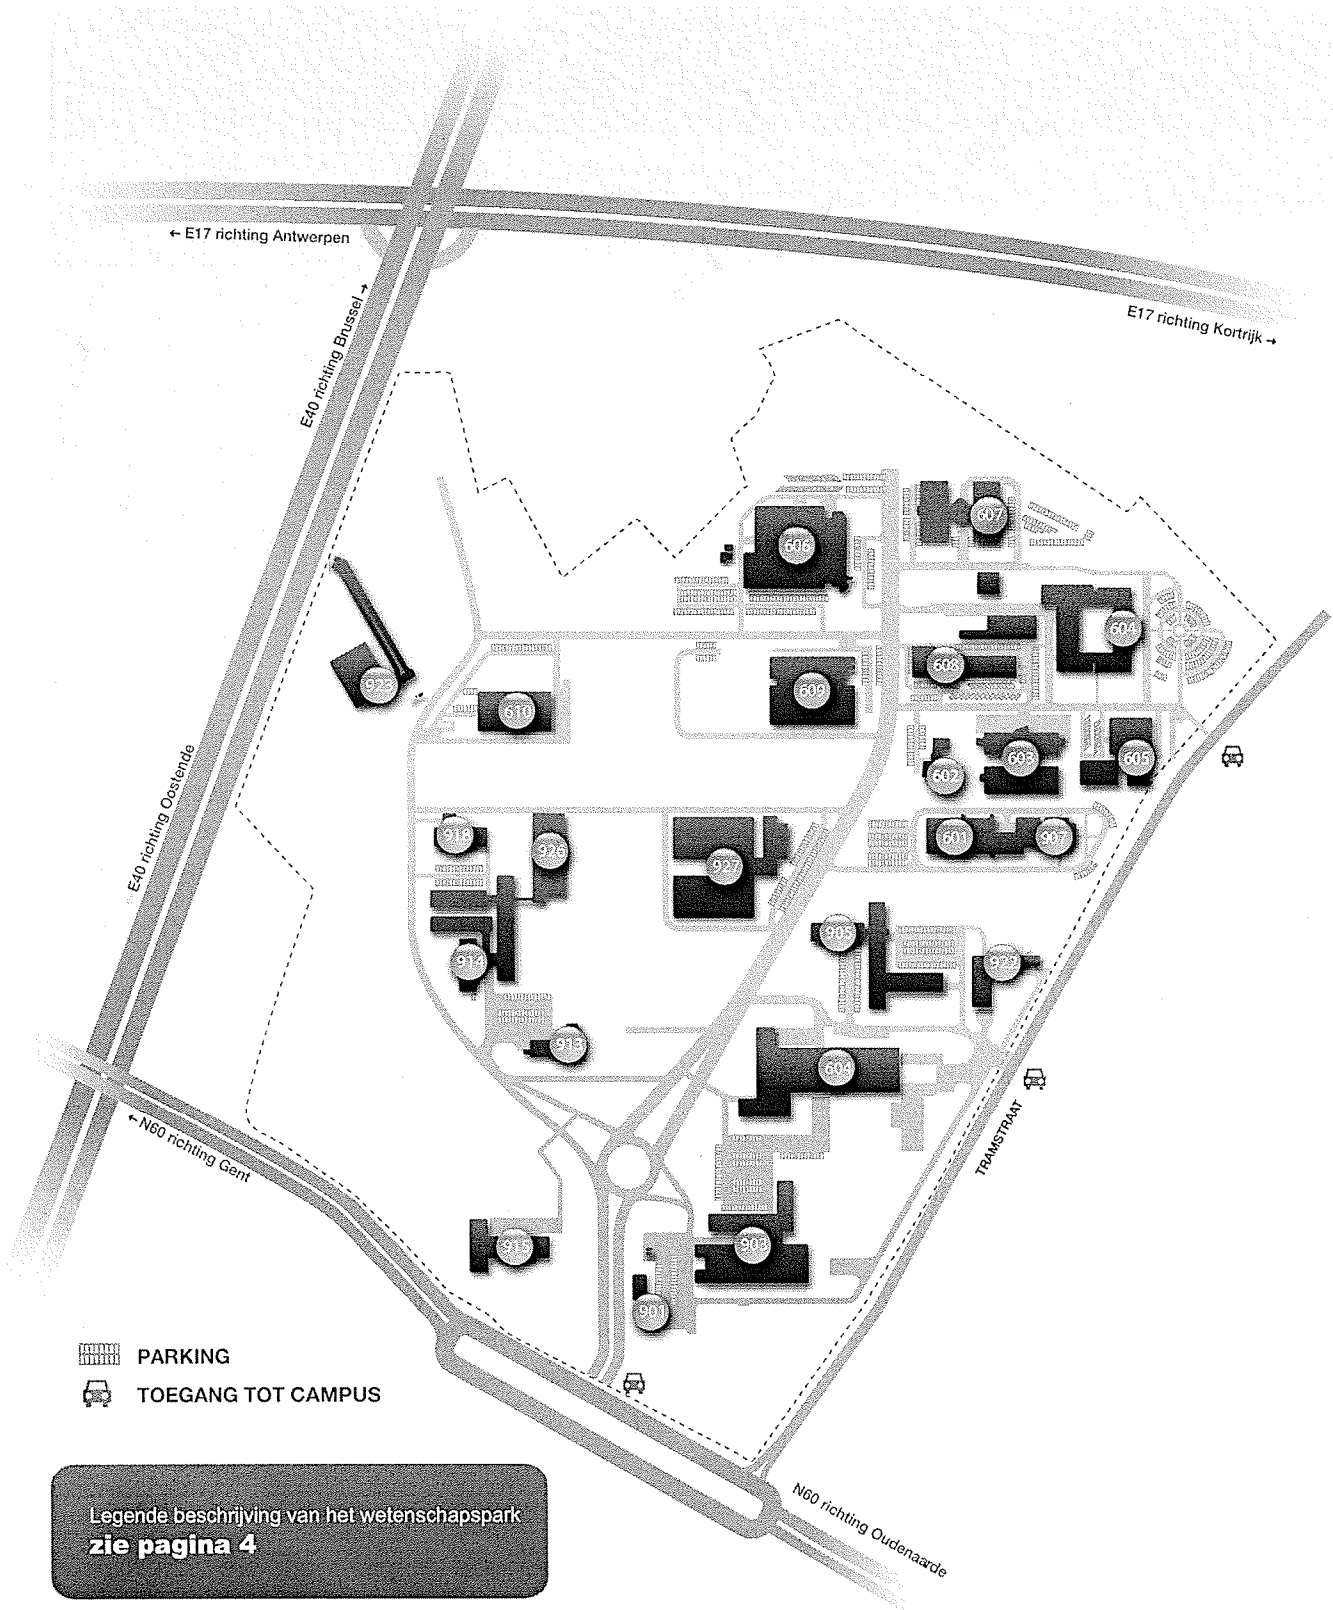 ← E17 richting Antwerpen
E17 richting Kortrijk →
E40 richting Brussel →
607
606
604
923
608
610
609
602
603
605
918
926
927
601
907
905
922
914
913
604
E40 richting Oostende
← N60 richting Gent
TRAMSTRAAT
915
903
901
PARKING
TOEGANG TOT CAMPUS
Legende beschrijving van het wetenschapspark
zie pagina 4
N60 richting Oudenaarde